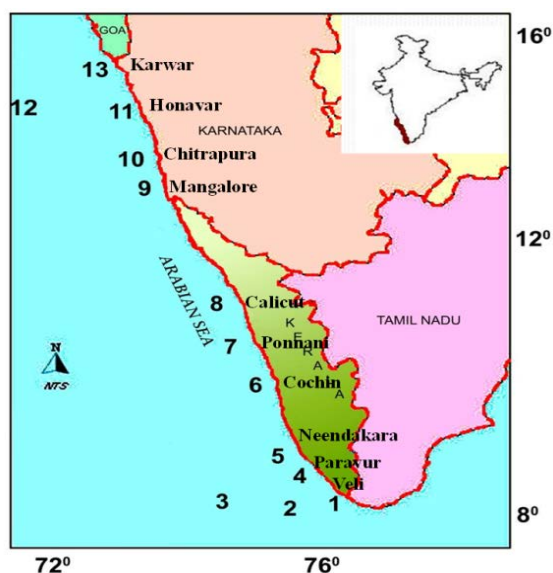 GOA
16⁰
13 Karwar
12
11 Honavar
KARNATAKA
10 Chitrapura
9 Mangalore
12⁰
ARABIAN SEA
8 Calicut
TAMIL NADU
KERALA
7 Ponnani
6 Cochin
N
NTS
Neendakara
5 Paravur
4 Veli
3
2
1
8⁰
72⁰
76⁰